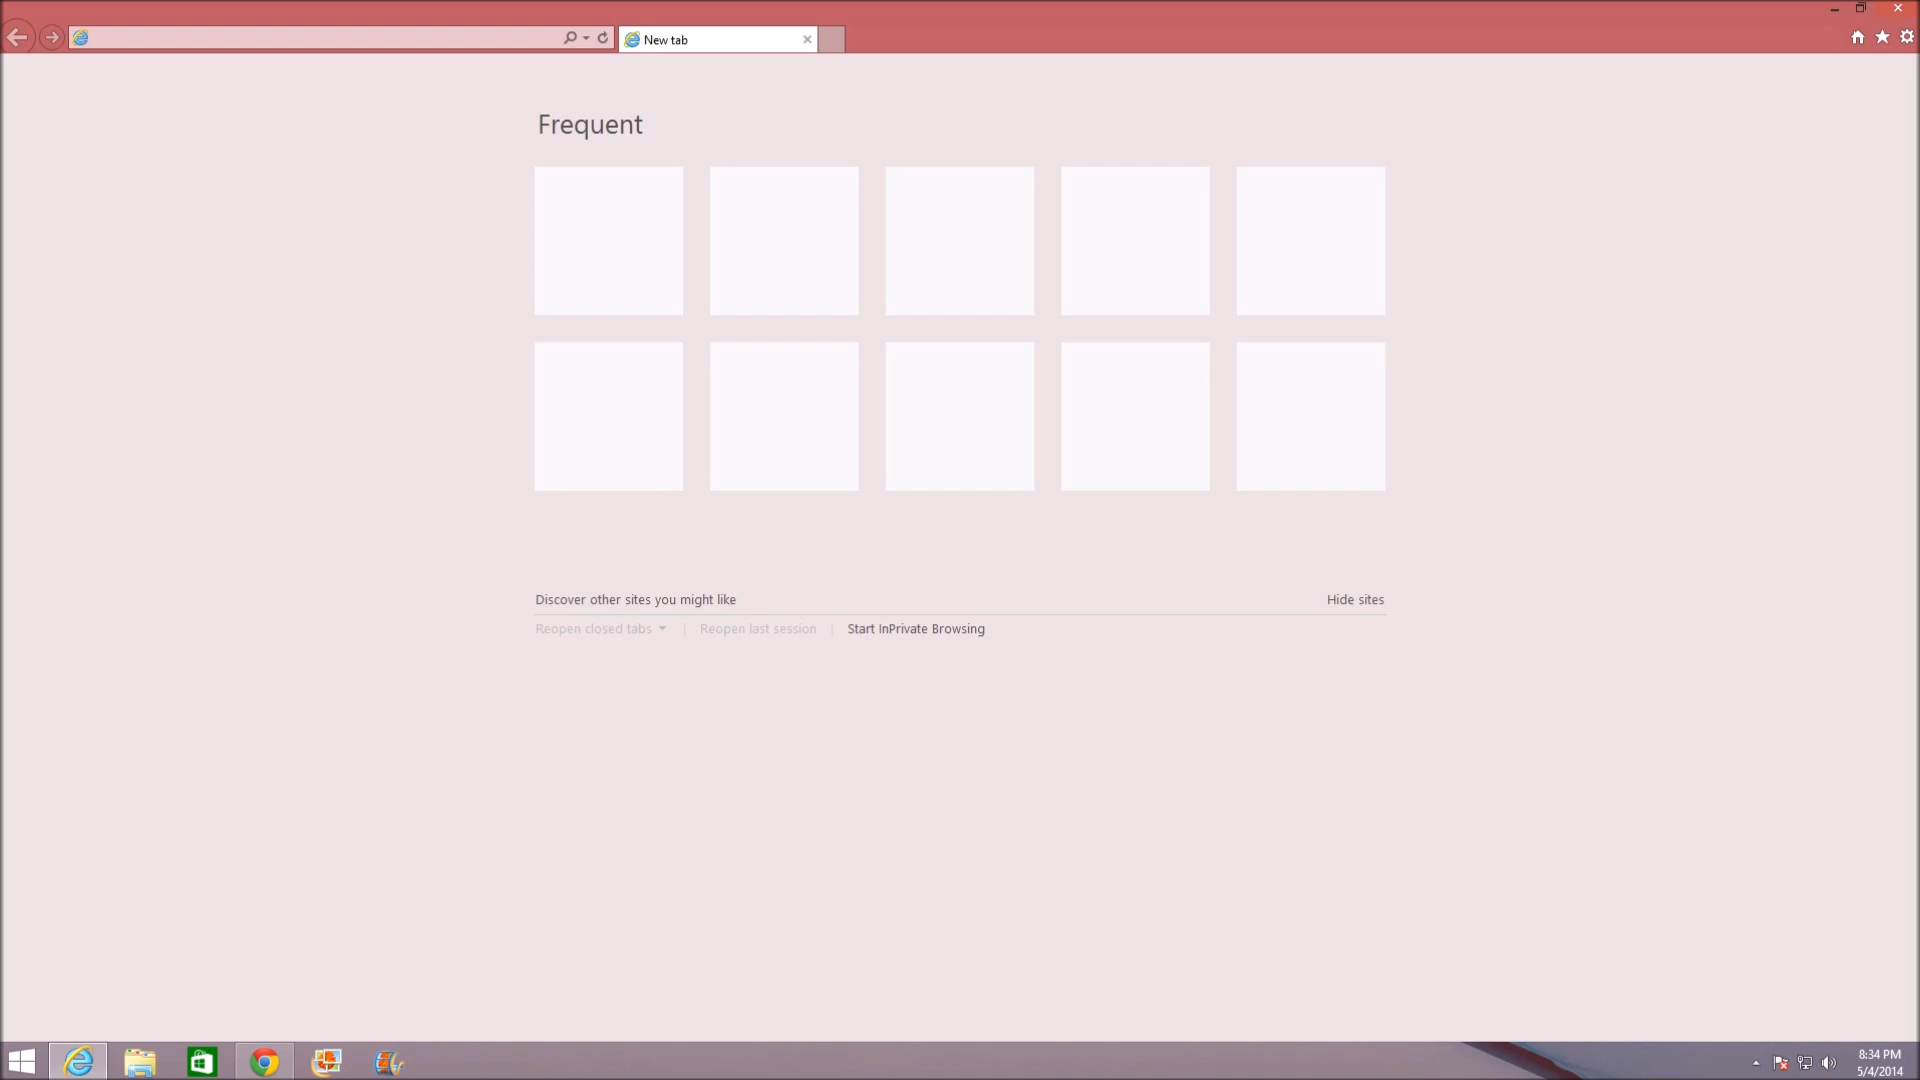 New tab
Frequent
Discover other sites you might like
Hide sites
Reopen closed tabs | Reopen last session | Start InPrivate Browsing
8:34 PM
5/4/2014